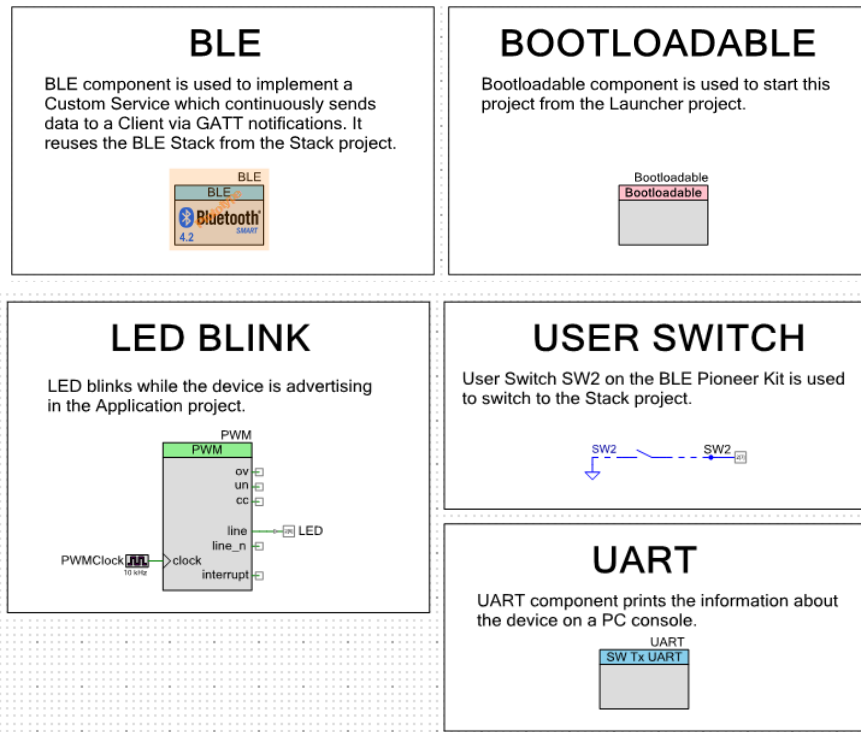 BLE
BLE component is used to implement a
Custom Service which continuously sends
data to a Client via GATT notifications. It
reuses the BLE Stack from the Stack project.
BLE
BLE
Bluetooth
SMART
4.2
BOOTLOADABLE
Bootloadable component is used to start this
project from the Launcher project.
Bootloadable
Bootloadable
LED BLINK
LED blinks while the device is advertising
in the Application project.
PWM
PWM
ov
un
cc
line
LED
line_n
PWMClock
clock
10 kHz
interrupt
USER SWITCH
User Switch SW2 on the BLE Pioneer Kit is used
to switch to the Stack project.
SW2
SW2
UART
UART component prints the information about
the device on a PC console.
UART
SW Tx UART